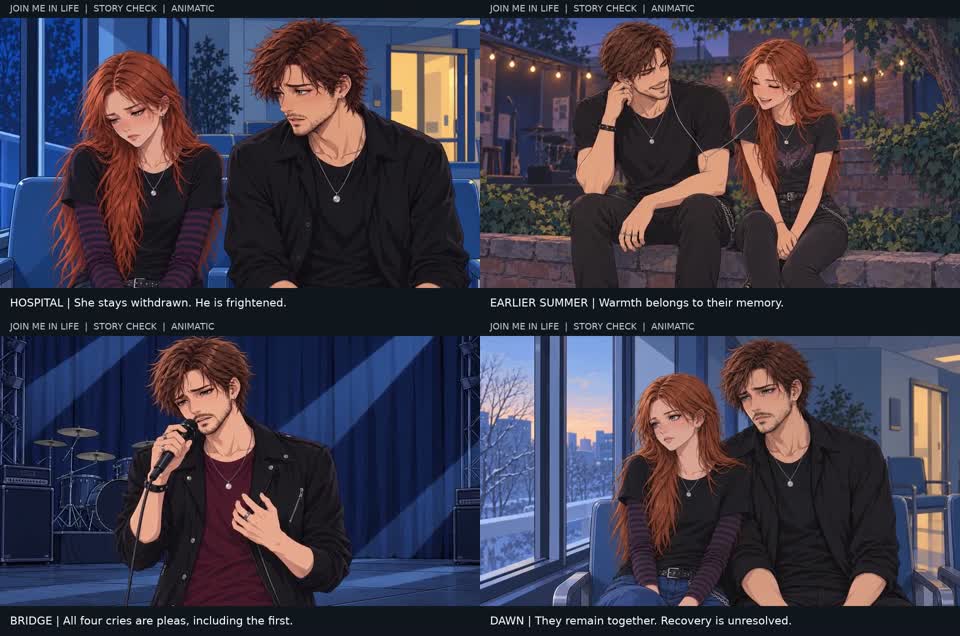 JOIN ME IN LIFE | STORY CHECK | ANIMATIC
JOIN ME IN LIFE | STORY CHECK | ANIMATIC
HOSPITAL | She stays withdrawn. He is frightened.
EARLIER SUMMER | Warmth belongs to their memory.
JOIN ME IN LIFE | STORY CHECK | ANIMATIC
JOIN ME IN LIFE | STORY CHECK | ANIMATIC
BRIDGE | All four cries are pleas, including the first.
DAWN | They remain together. Recovery is unresolved.